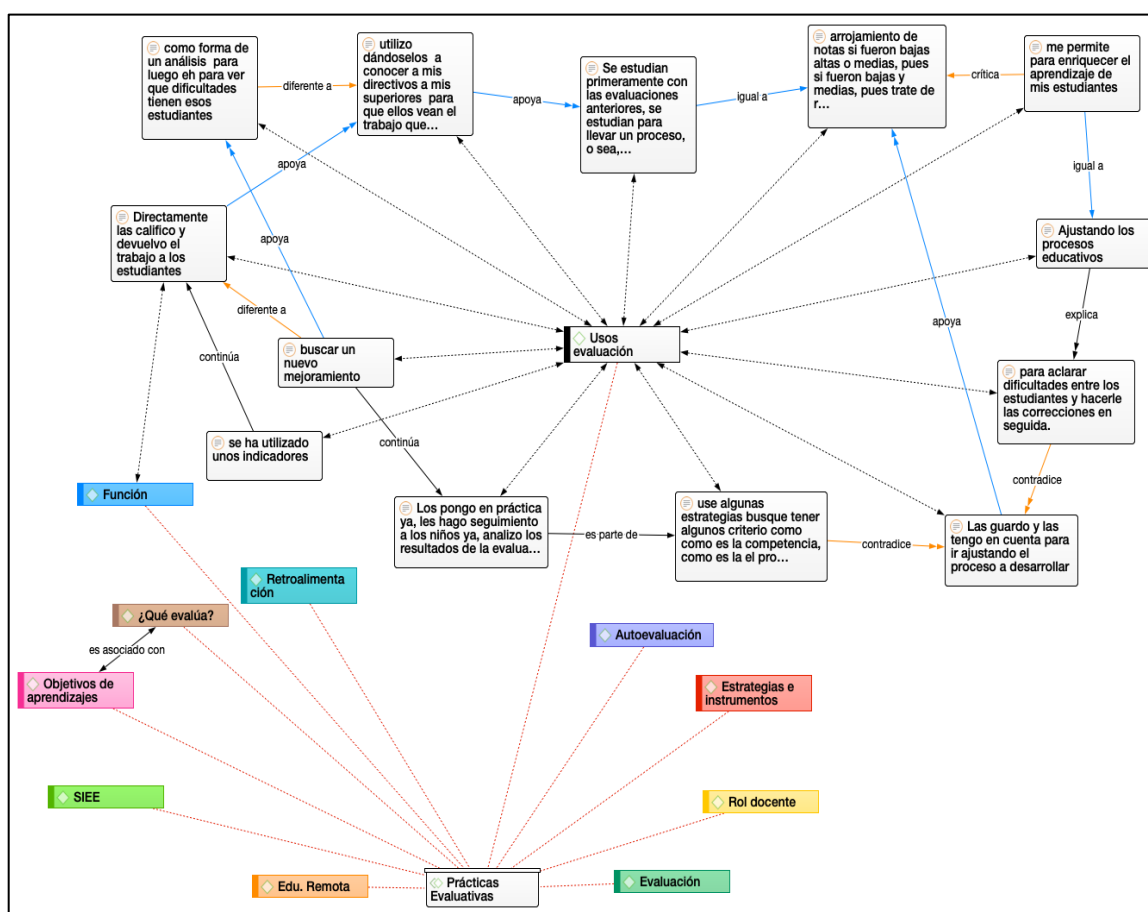 como forma de
un análisis para
luego eh para ver
que dificultades
tienen esos
estudiantes
diferente a
utilizo
dándoselos a
conocer a mis
directivos a mis
superiores para
que ellos vean el
trabajo que…
apoya
Se estudian
primeramente con
las evaluaciones
anteriores, se
estudian para
llevar un proceso,
o sea,…
igual a
arrojamiento de
notas si fueron bajas
altas o medias, pues
si fueron bajas y
medias, pues trate de
r…
crítica
me permite
para enriquecer el
aprendizaje de
mis estudiantes
apoya
igual a
Directamente
las califico y
devuelvo el
trabajo a los
estudiantes
apoya
Ajustando los
procesos
educativos
diferente a
explica
apoya
Usos
evaluación
buscar un
nuevo
mejoramiento
continúa
para aclarar
dificultades entre los
estudiantes y hacerle
las correcciones en
seguida.
se ha utilizado
unos indicadores
continúa
contradice
Función
Los pongo en práctica
ya, les hago seguimiento
a los niños ya, analizo los
resultados de la evalua…
es parte de
use algunas
estrategias busque tener
algunos criterio como
como es la competencia,
como es la el pro…
contradice
Las guardo y las
tengo en cuenta para
ir ajustando el
proceso a desarrollar
Retroalimenta
ción
¿Qué evalúa?
Autoevaluación
es asociado con
Objetivos de
aprendizajes
Estrategias e
instrumentos
SIEE
Rol docente
Edu. Remota
Prácticas
Evaluativas
Evaluación